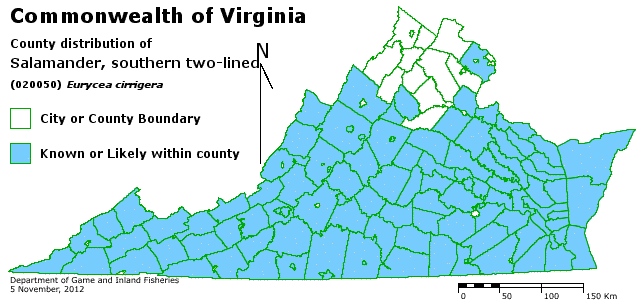 Commonwealth of Virginia
County distribution of
Salamander, southern two-lined
(020050) Eurycea cirrigera
N
City or County Boundary
Known or Likely within county
Department of Game and Inland Fisheries
5 November, 2012
0 50 100 150 Km